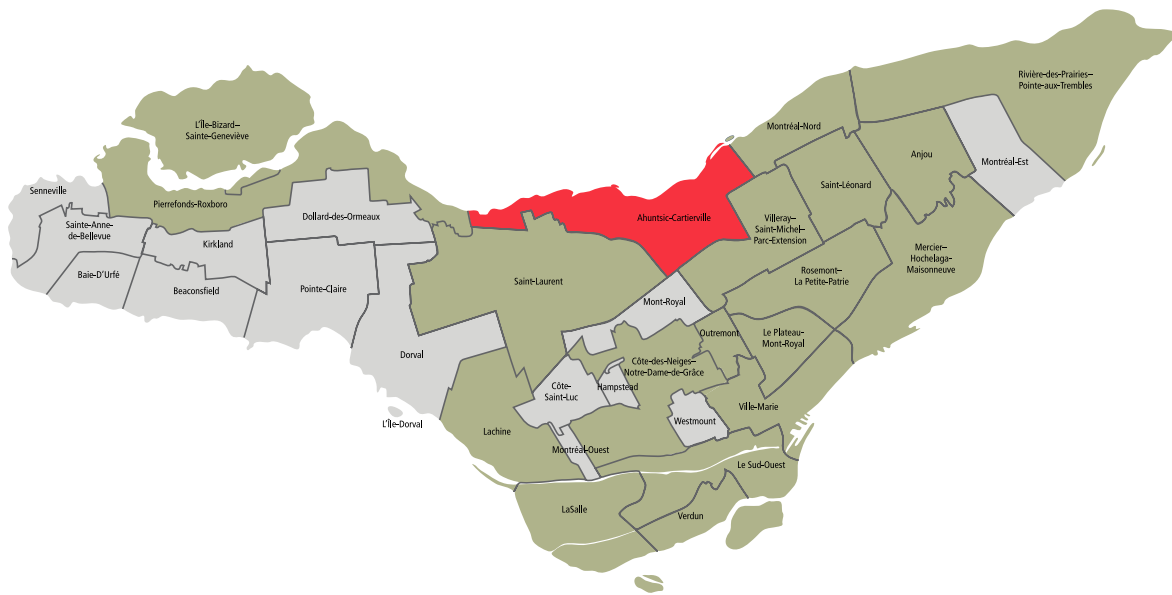 Rivière-des-Prairies–
Pointe-aux-Trembles
L'Île-Bizard–
Sainte-Geneviève
Montréal-Nord
Anjou
Montréal-Est
Saint-Léonard
Senneville
Pierrefonds-Roxboro
Dollard-des-Ormeaux
Ahuntsic-Cartierville
Villeray–
Saint-Michel–
Parc-Extension
Sainte-Anne-
de-Bellevue
Kirkland
Mercier–
Hochelaga-
Maisonneuve
Baie-D'Urfé
Beaconsfield
Pointe-Claire
Saint-Laurent
Rosemont–
La Petite-Patrie
Mont-Royal
Outremont
Le Plateau-
Mont-Royal
Dorval
Côte-des-Neiges–
Notre-Dame-de-Grâce
Côte-
Saint-Luc
Hampstead
Ville-Marie
L'Île-Dorval
Lachine
Westmount
Montréal-Ouest
Le Sud-Ouest
LaSalle
Verdun